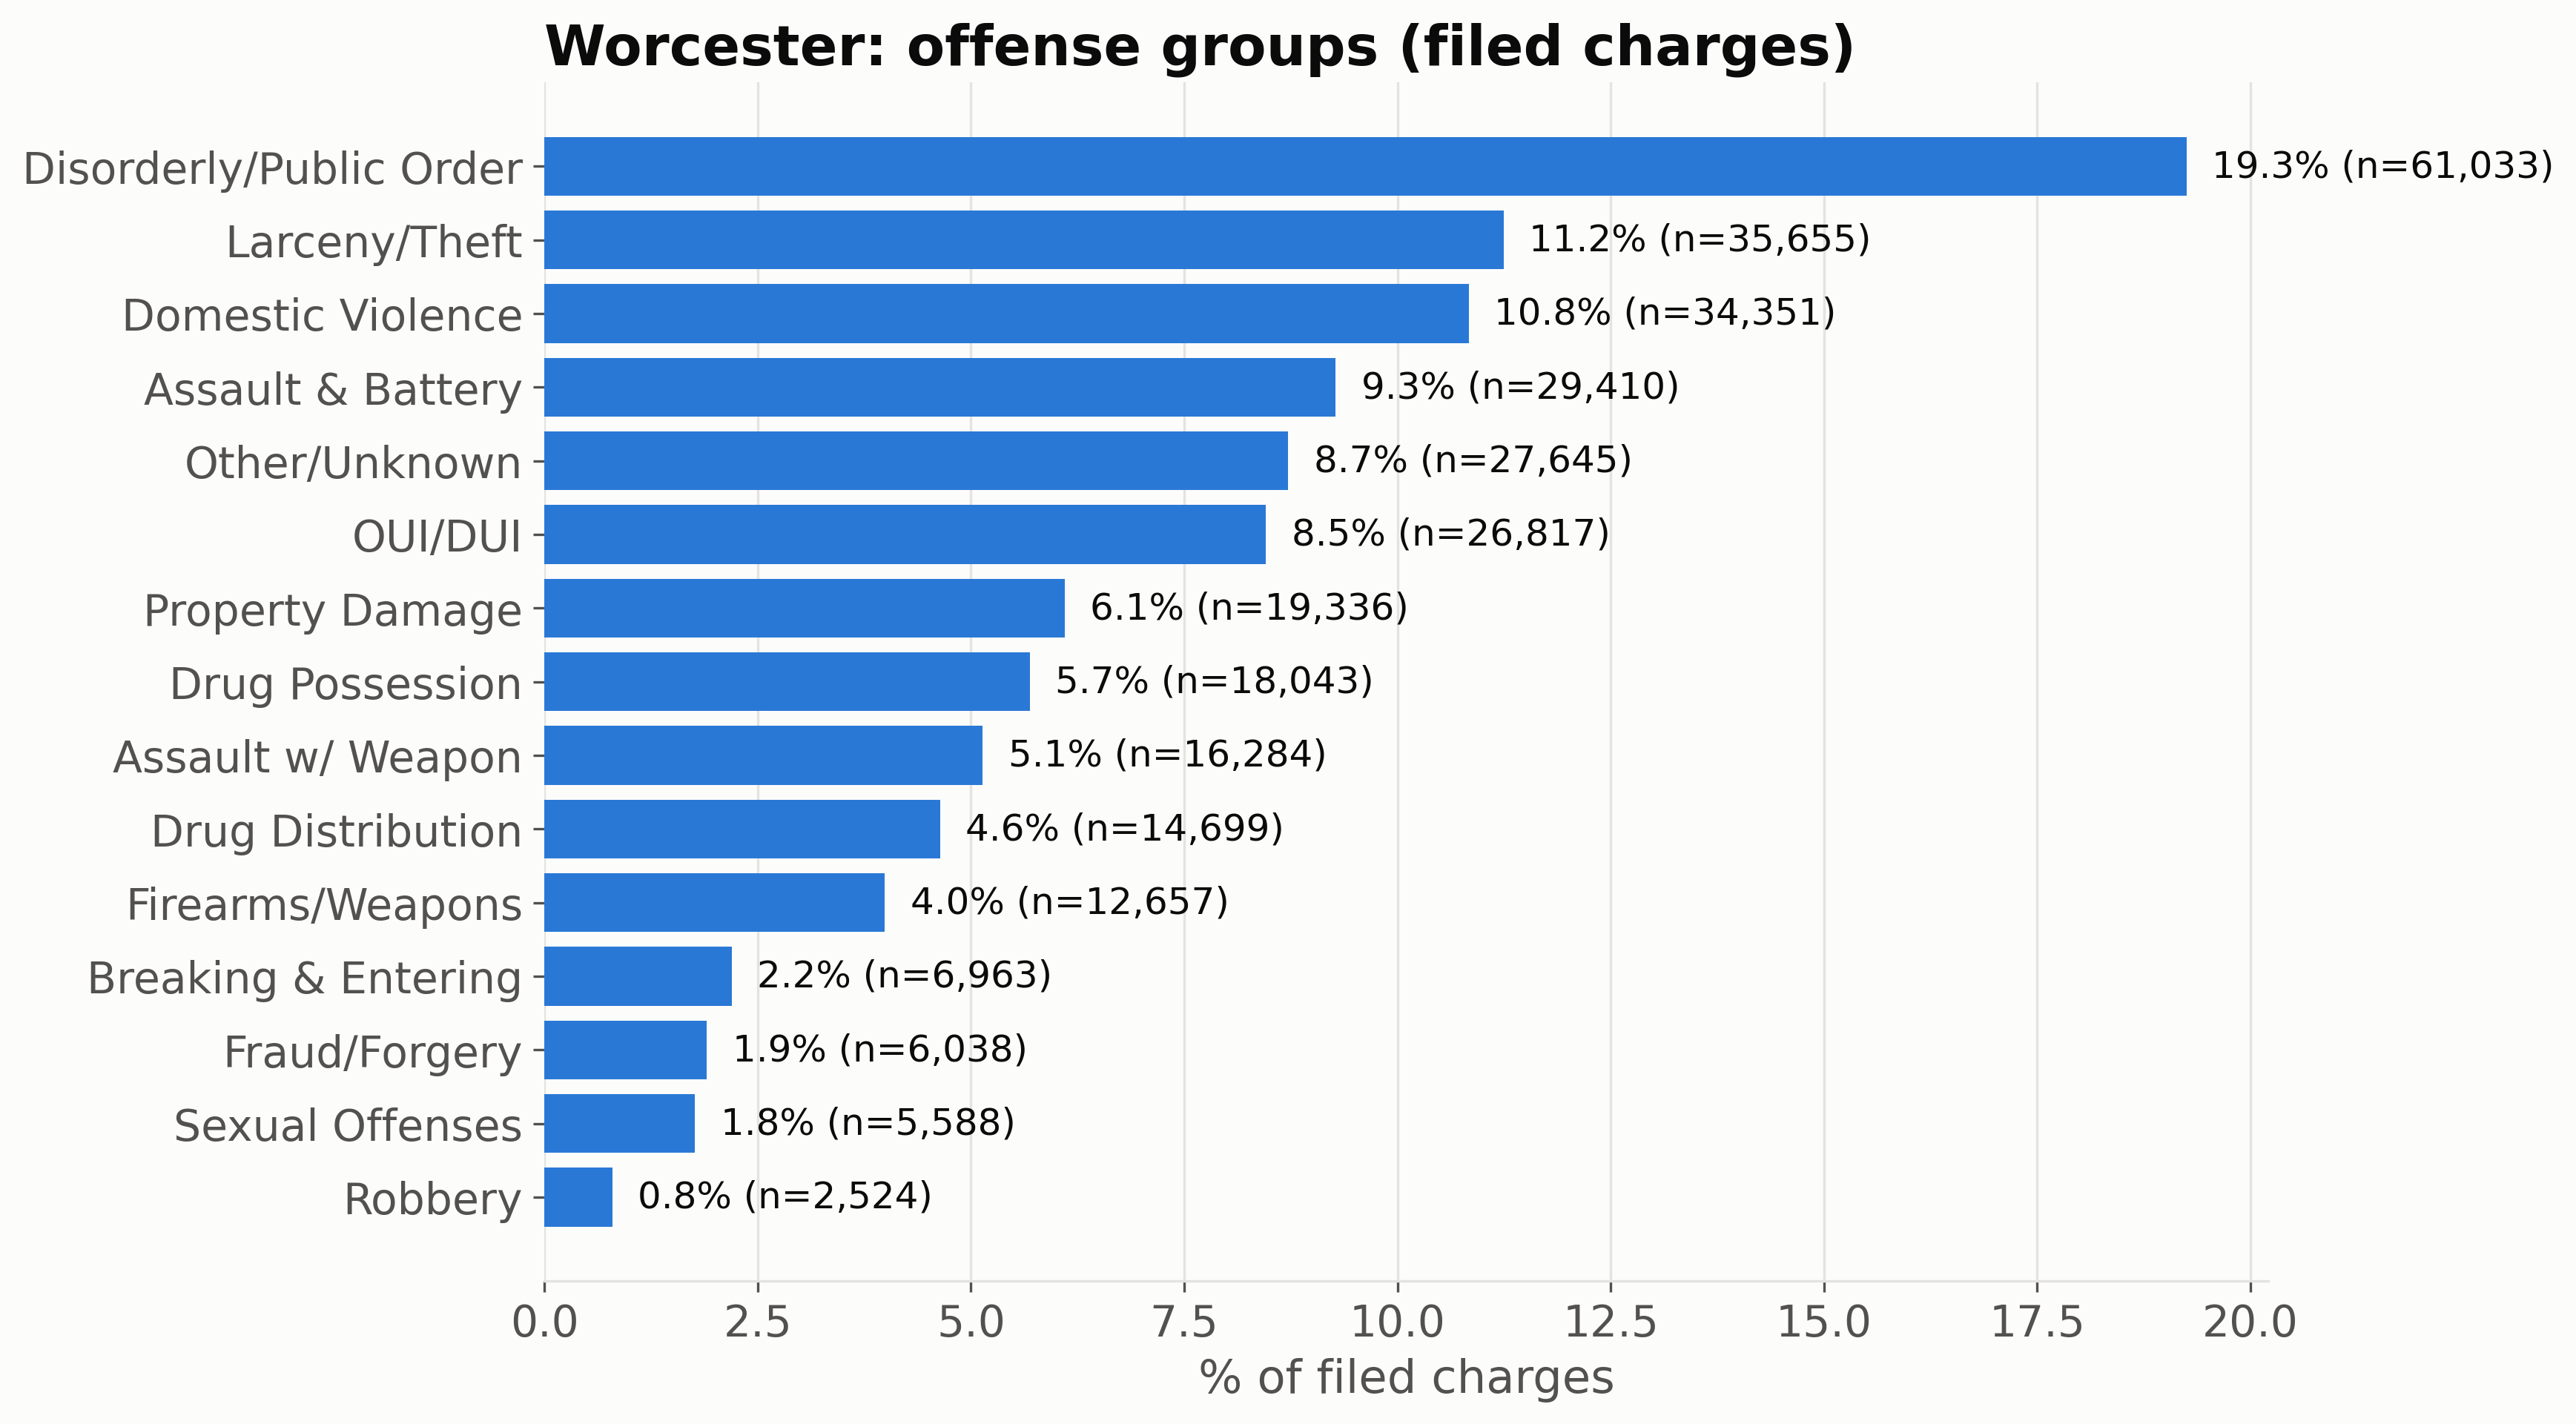 Worcester: offense groups (filed charges)
Disorderly/Public Order 19.3% (n=61,033)
Larceny/Theft 11.2% (n=35,655)
Domestic Violence 10.8% (n=34,351)
Assault & Battery 9.3% (n=29,410)
Other/Unknown 8.7% (n=27,645)
OUI/DUI 8.5% (n=26,817)
Property Damage 6.1% (n=19,336)
Drug Possession 5.7% (n=18,043)
Assault w/ Weapon 5.1% (n=16,284)
Drug Distribution 4.6% (n=14,699)
Firearms/Weapons 4.0% (n=12,657)
Breaking & Entering 2.2% (n=6,963)
Fraud/Forgery 1.9% (n=6,038)
Sexual Offenses 1.8% (n=5,588)
Robbery 0.8% (n=2,524)
0.0 2.5 5.0 7.5 10.0 12.5 15.0 17.5 20.0
% of filed charges